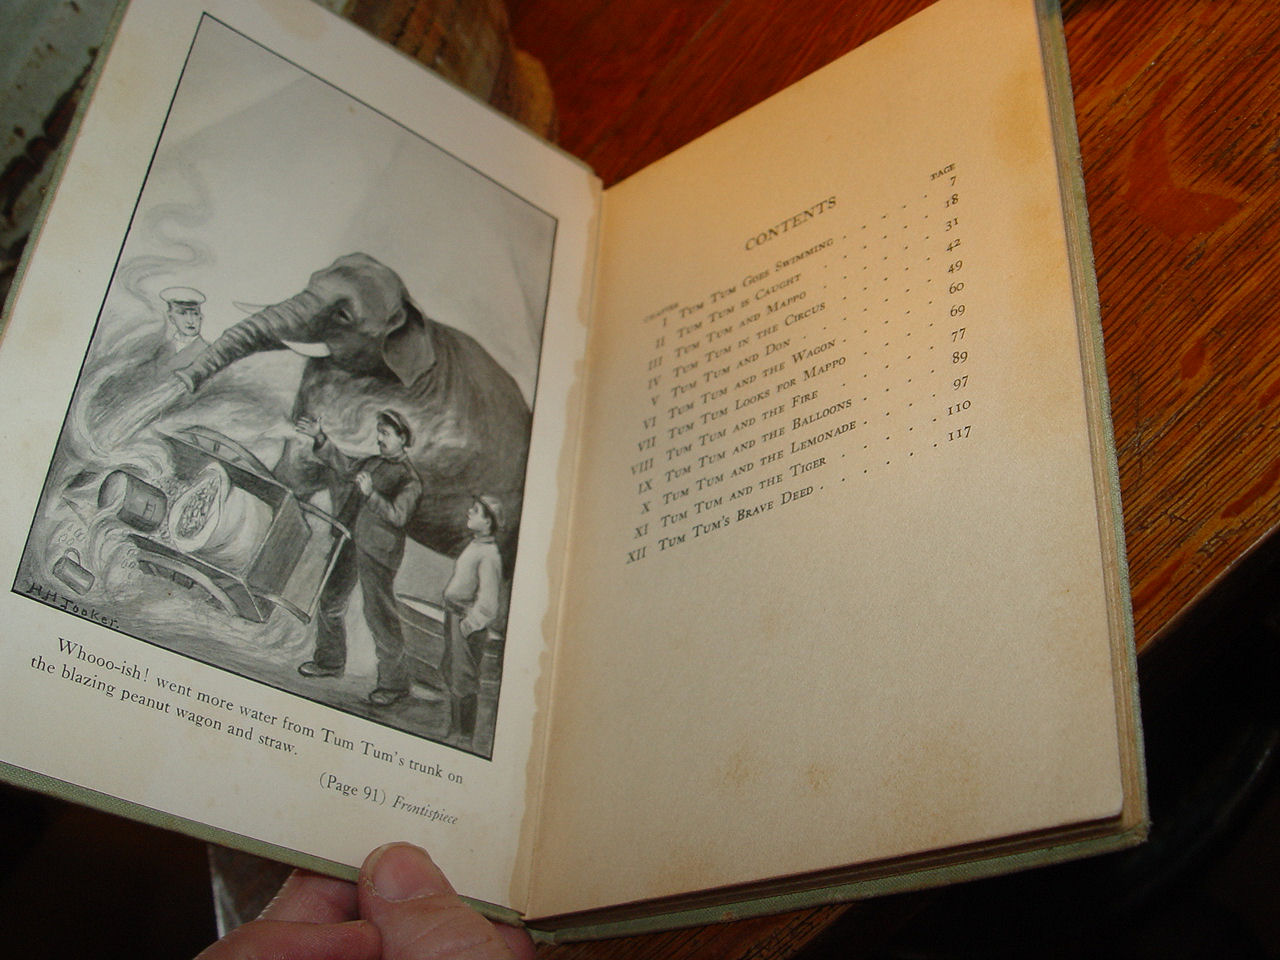 H H Tooker.
Whooo-ish! went more water from Tum Tum's trunk on
the blazing peanut wagon and straw.
(Page 91) Frontispiece
CONTENTS
CHAPTER PAGE
I TUM TUM GOES SWIMMING . . . . . 7
II TUM TUM IS CAUGHT . . . . . . 18
III TUM TUM AND MAPPO . . . . . . 31
IV TUM TUM IN THE CIRCUS . . . . . 42
V TUM TUM AND DON . . . . . . 49
VI TUM TUM AND THE WAGON . . . . . 60
VII TUM TUM LOOKS FOR MAPPO . . . . 69
VIII TUM TUM AND THE FIRE . . . . . 77
IX TUM TUM AND THE BALLOONS . . . . 89
X TUM TUM AND THE LEMONADE . . . . 97
XI TUM TUM AND THE TIGER . . . . . 110
XII TUM TUM'S BRAVE DEED . . . . . . 117